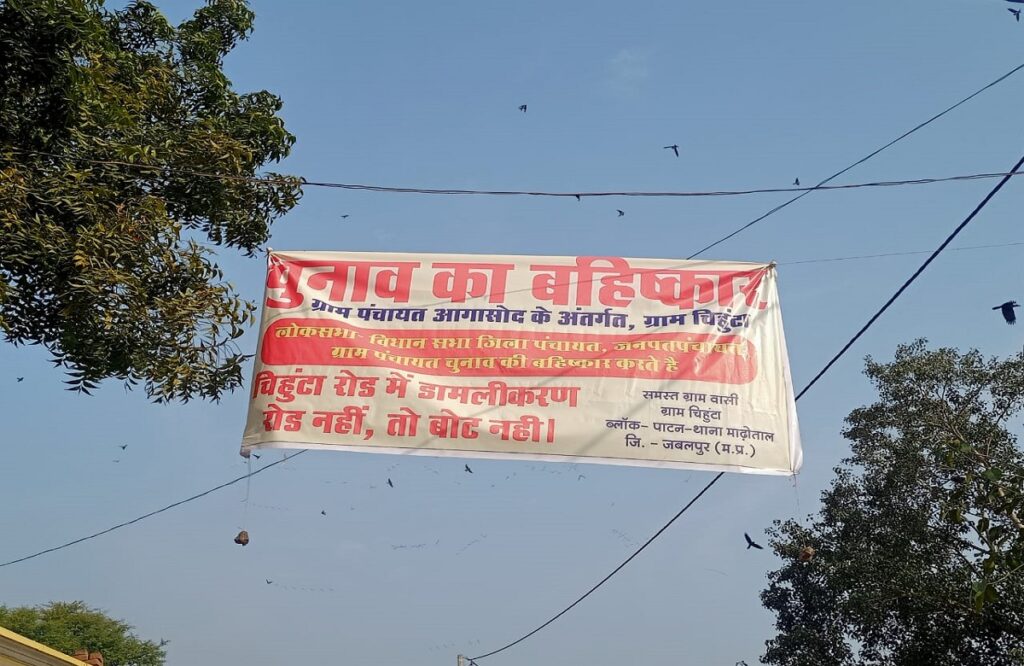 चुनाव का बहिष्कार
ग्राम पंचायत आगासोद के अंतर्गत, ग्राम चिहुंटा
लोकसभा- विधान सभा जिला पंचायत, जनपतपंचायत,
ग्राम पंचायत चुनाव की बहिष्कार करते है
चिहुंटा रोड में डामलीकरण
रोड नहीं, तो बोट नही।
समस्त ग्राम वासी
ग्राम चिहुंटा
ब्लॉक- पाटन-थाना माढ़ोताल
जि. - जबलपुर (म.प्र.)